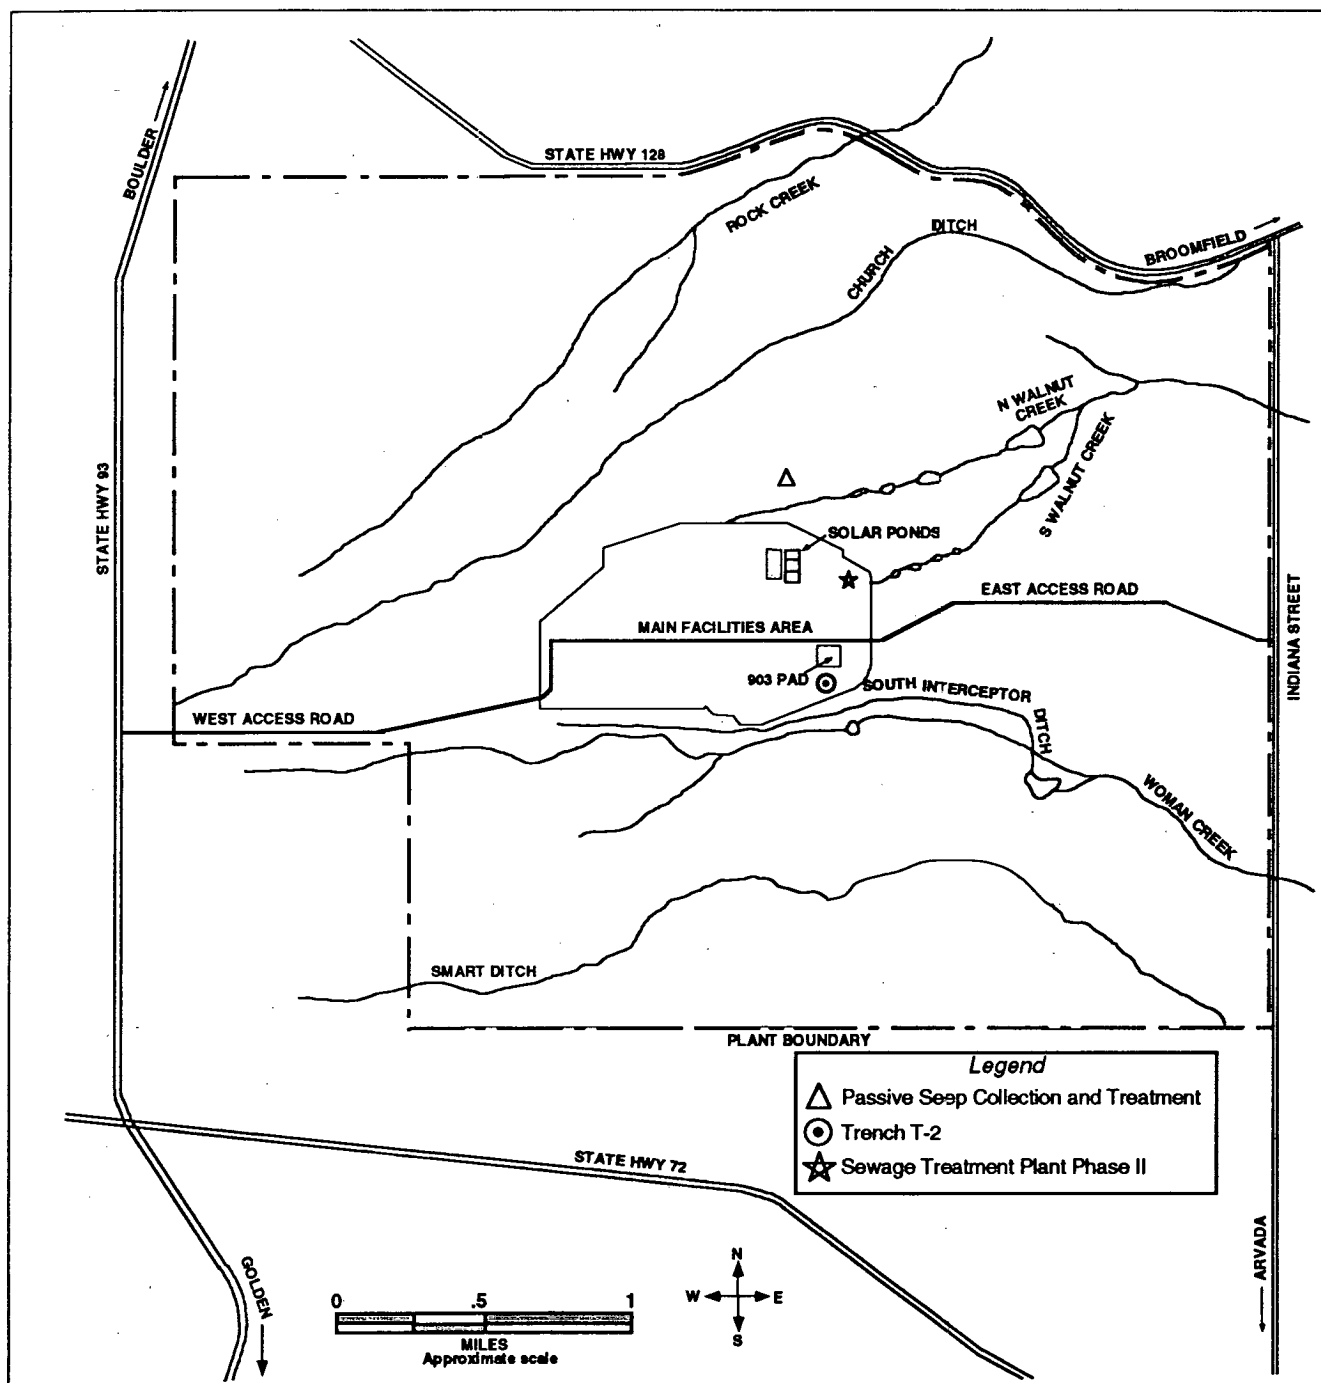 BOULDER
STATE HWY 128
ROCK CREEK
DITCH
CHURCH
BROOMFIELD
N WALNUT
CREEK
S WALNUT CREEK
STATE HWY 93
SOLAR PONDS
EAST ACCESS ROAD
MAIN FACILITIES AREA
INDIANA STREET
903 PAD
SOUTH INTERCEPTOR
DITCH
WEST ACCESS ROAD
WOMAN CREEK
SMART DITCH
PLANT BOUNDARY
Legend
Passive Seep Collection and Treatment
Trench T-2
Sewage Treatment Plant Phase II
STATE HWY 72
GOLDEN
ARVADA
N
W E
S
0 .5 1
MILES
Approximate scale